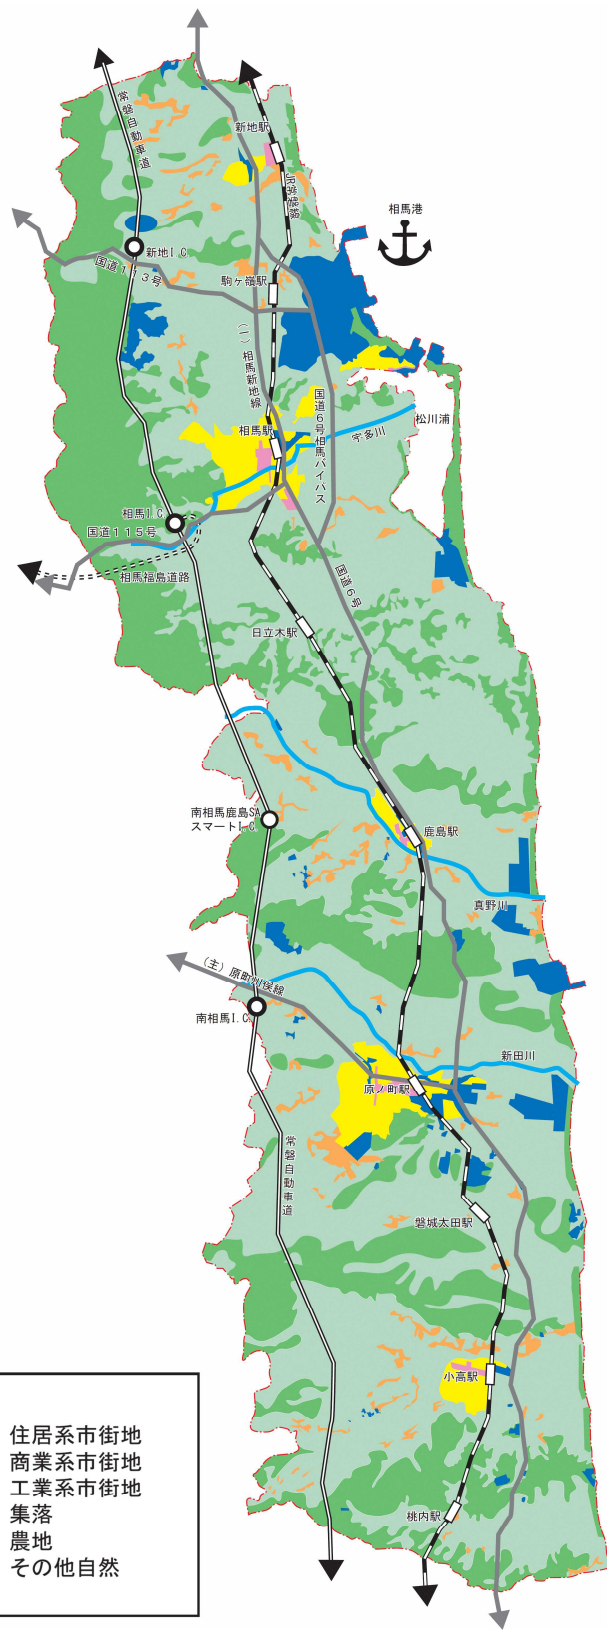 常磐自動車道
新地駅
JR常磐線
相馬港
新地I.C
国道113号
駒ヶ嶺駅
(一)相馬新地線
国道6号相馬バイパス
松川浦
相馬駅
宇多川
相馬I.C.
国道115号
相馬福島道路
国道6号
日立木駅
南相馬鹿島SA
スマートI.C.
鹿島駅
真野川
(主)原町川俣線
南相馬I.C.
新田川
原ノ町駅
常磐自動車道
磐城太田駅
小高駅
住居系市街地
商業系市街地
工業系市街地
集落
農地
その他自然
桃内駅